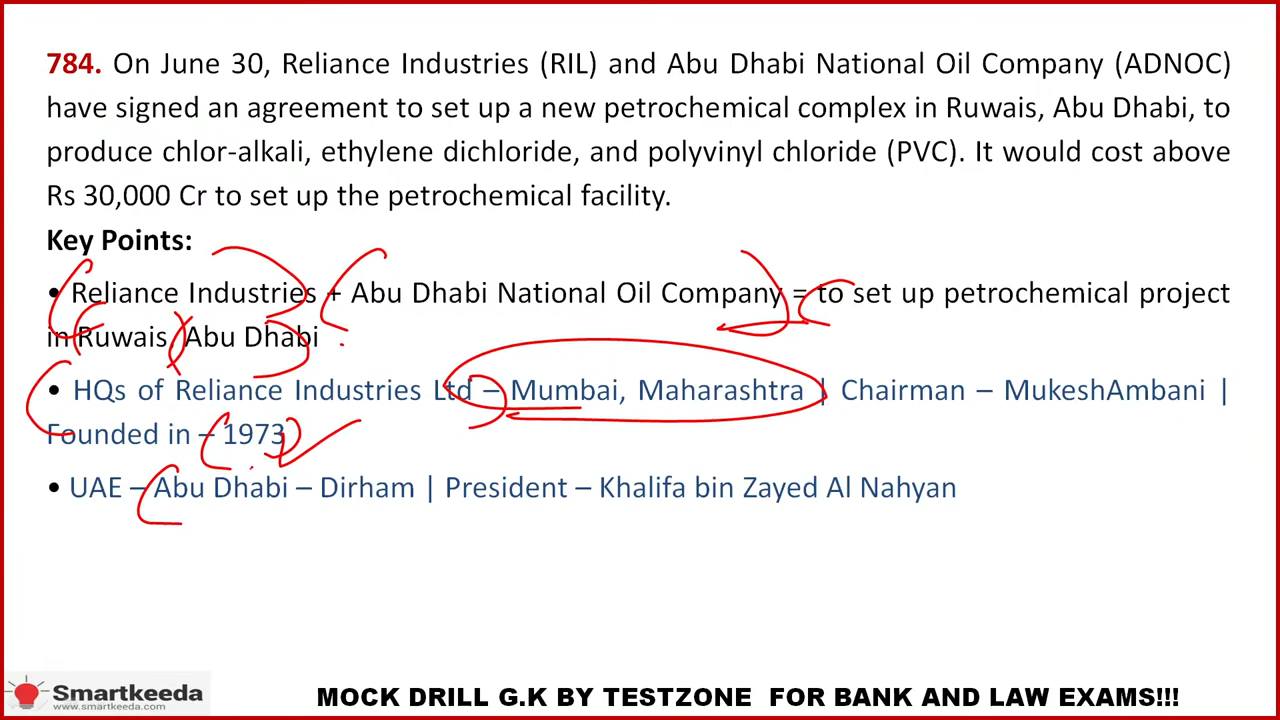 784. On June 30, Reliance Industries (RIL) and Abu Dhabi National Oil Company (ADNOC)
have signed an agreement to set up a new petrochemical complex in Ruwais, Abu Dhabi, to
produce chlor-alkali, ethylene dichloride, and polyvinyl chloride (PVC). It would cost above
Rs 30,000 Cr to set up the petrochemical facility.
Key Points:
• Reliance Industries + Abu Dhabi National Oil Company = to set up petrochemical project
in Ruwais, Abu Dhabi
• HQs of Reliance Industries Ltd – Mumbai, Maharashtra | Chairman – MukeshAmbani |
Founded in – 1973
• UAE – Abu Dhabi – Dirham | President – Khalifa bin Zayed Al Nahyan
Smartkeeda
www.smartkeeda.com
MOCK DRILL G.K BY TESTZONE FOR BANK AND LAW EXAMS!!!